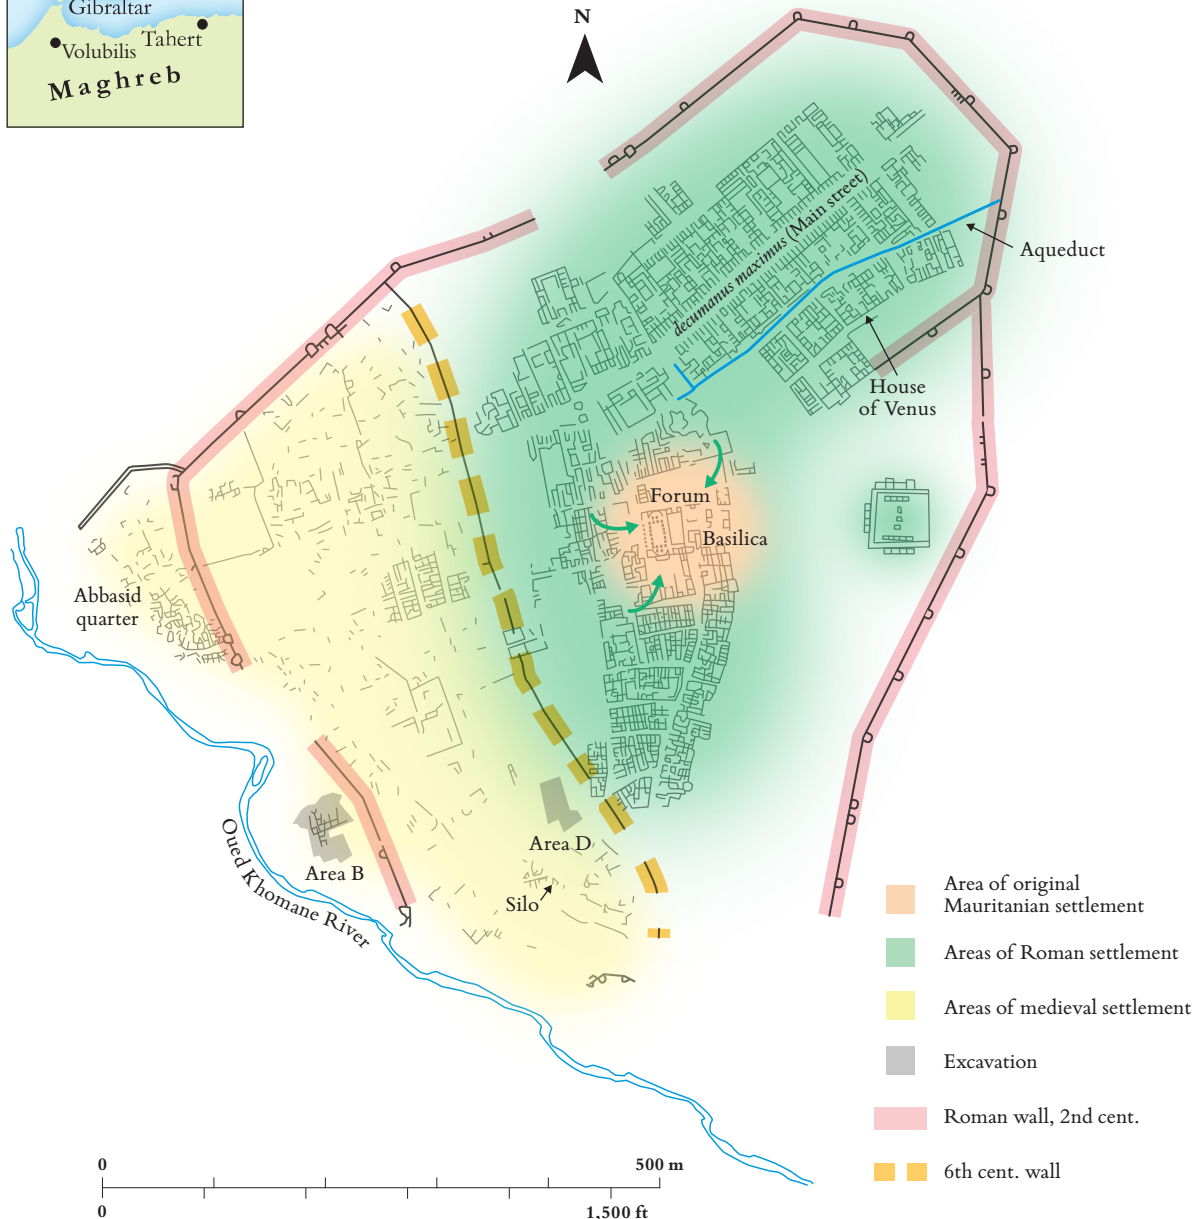 Gibraltar
Tahert
Volubilis
Maghreb
N
decumanus maximus (Main street)
Aqueduct
House
of Venus
Forum
Basilica
Abbasid
quarter
Area D
Area B
Silo
Oued Khomane River
Area of original
Mauritanian settlement
Areas of Roman settlement
Areas of medieval settlement
Excavation
Roman wall, 2nd cent.
6th cent. wall
0
500 m
0
1,500 ft